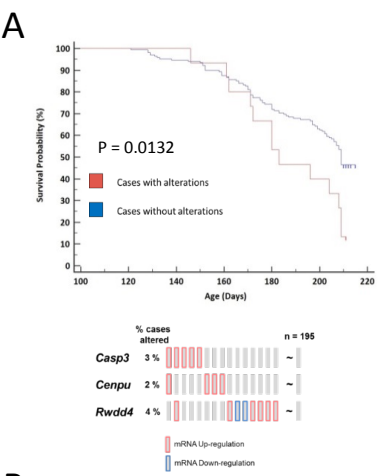 A
100
90
80
70
60
50
40
30
20
10
0
Survival Probability (%)
P = 0.0132
Cases with alterations
Cases without alterations
100 120 140 160 180 200 220
Age (Days)
% cases
altered
n = 195
Casp3 3 % ~
Cenpu 2 % ~
Rwdd4 4 % ~
mRNA Up-regulation
mRNA Down-regulation